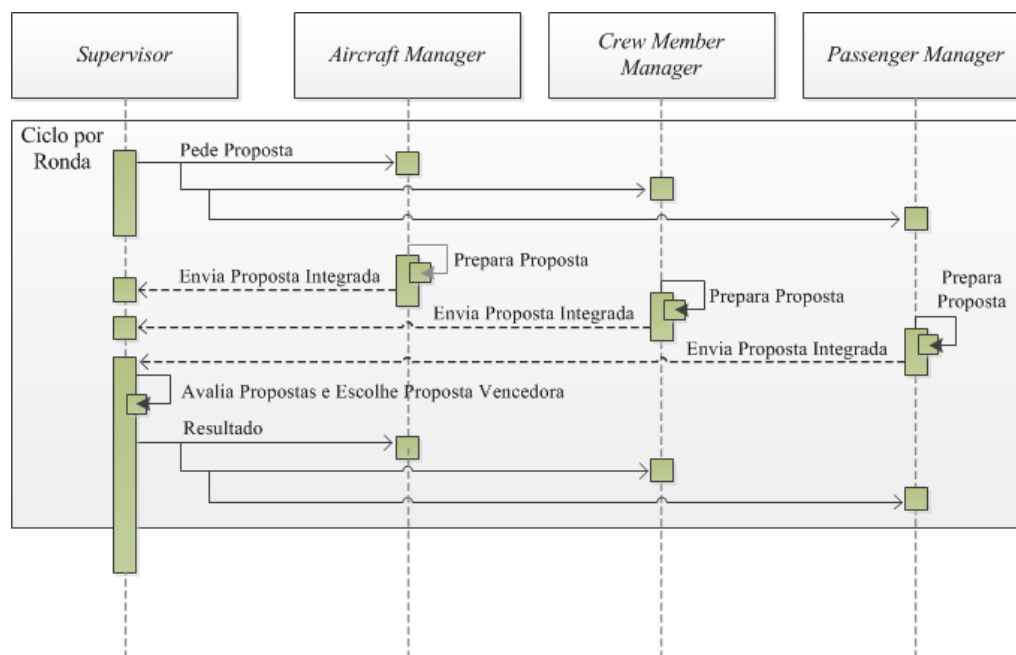 Supervisor
Aircraft Manager
Crew Member
Manager
Passenger Manager
Ciclo por
Ronda
Pede Proposta
Prepara Proposta
Envia Proposta Integrada
Prepara Proposta
Envia Proposta Integrada
Prepara
Proposta
Envia Proposta Integrada
Avalia Propostas e Escolhe Proposta Vencedora
Resultado